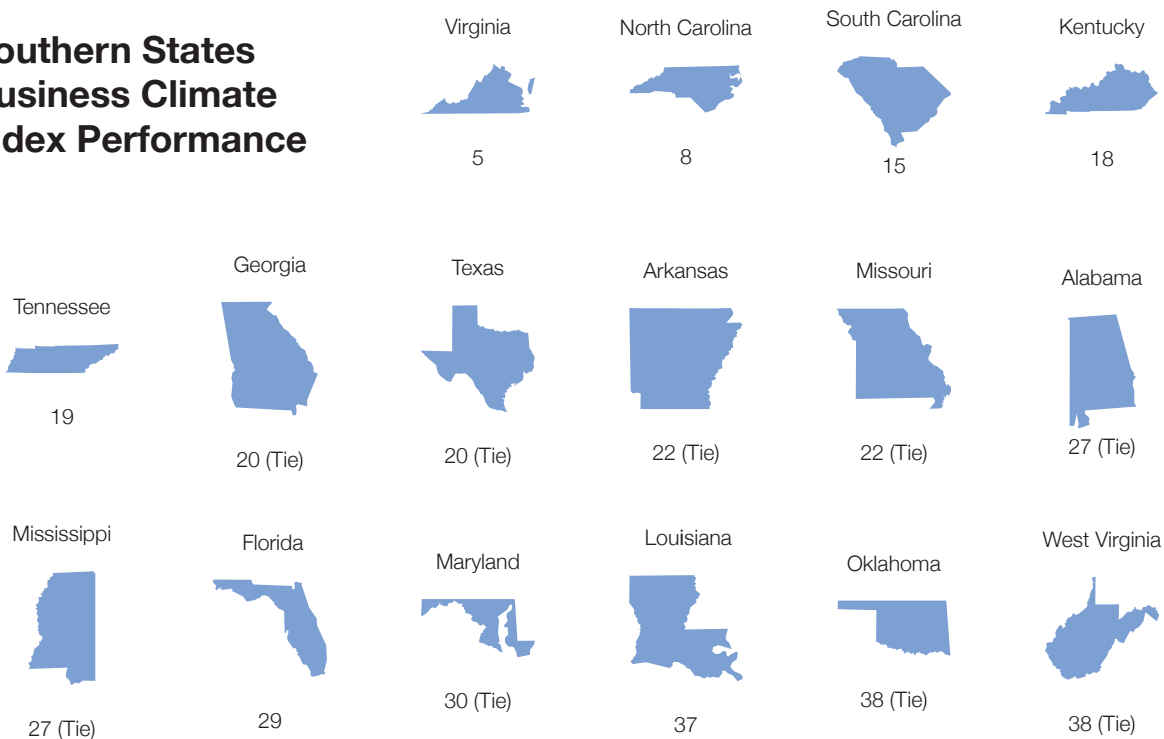 outhern States
usiness Climate
dex Performance
Virginia
5
North Carolina
8
South Carolina
15
Kentucky
18
Tennessee
19
Georgia
20 (Tie)
Texas
20 (Tie)
Arkansas
22 (Tie)
Missouri
22 (Tie)
Alabama
27 (Tie)
Mississippi
27 (Tie)
Florida
29
Maryland
30 (Tie)
Louisiana
37
Oklahoma
38 (Tie)
West Virginia
38 (Tie)